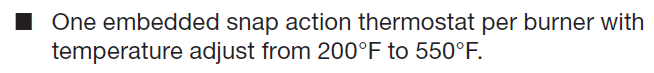 ■ One embedded snap action thermostat per burner with
temperature adjust from 200°F to 550°F.